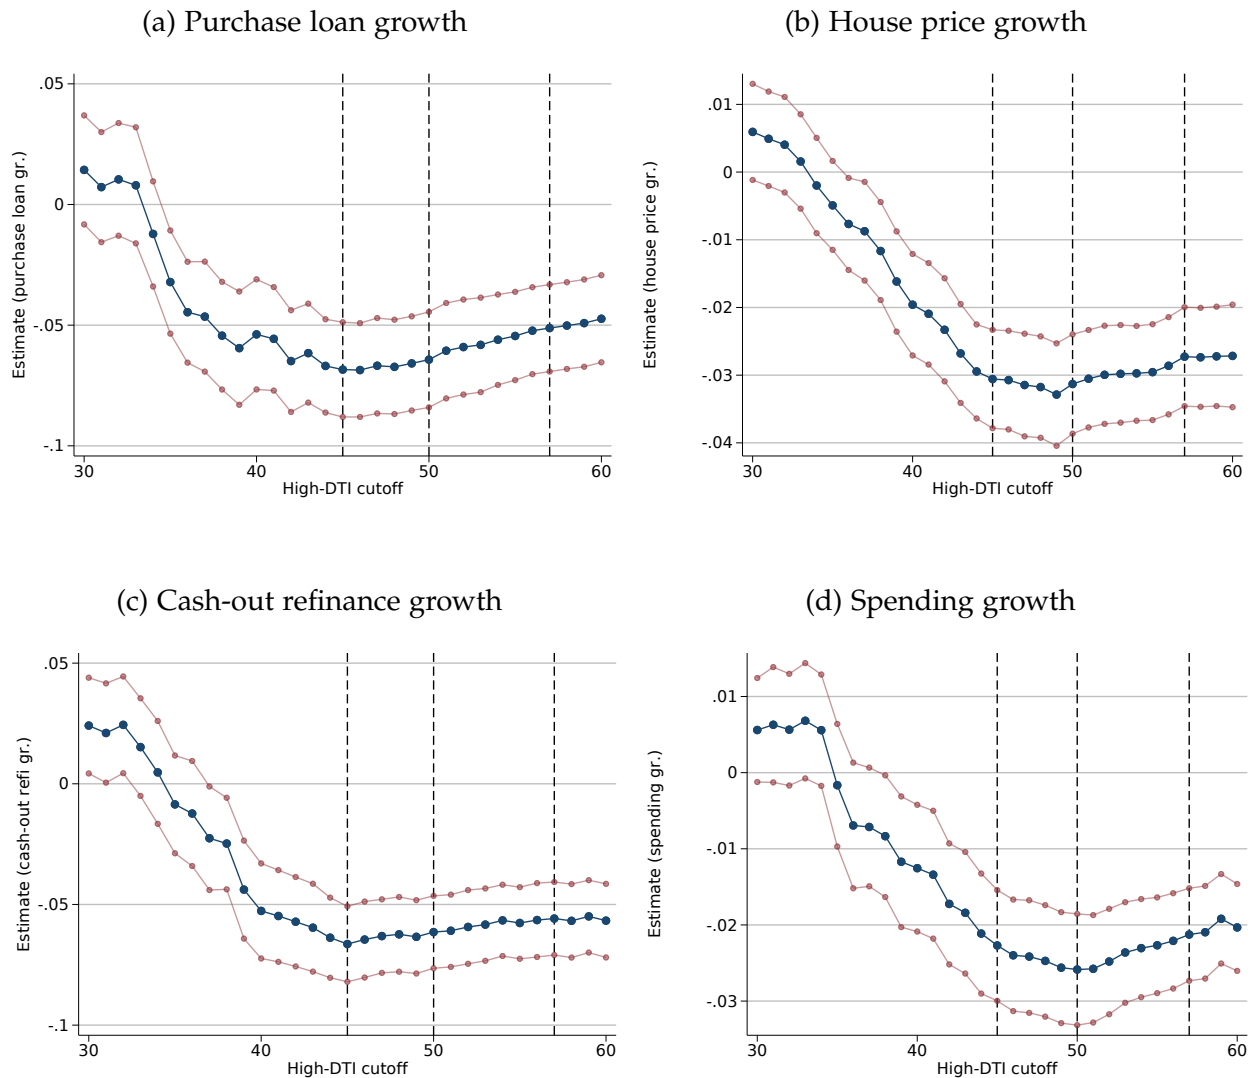 (a) Purchase loan growth
.05
0
-.05
-.1
Estimate (purchase loan gr.)
30 40 50 60
High-DTI cutoff
(b) House price growth
.01
0
-.01
-.02
-.03
-.04
Estimate (house price gr.)
30 40 50 60
High-DTI cutoff
(c) Cash-out refinance growth
.05
0
-.05
-.1
Estimate (cash-out refi gr.)
30 40 50 60
High-DTI cutoff
(d) Spending growth
.01
0
-.01
-.02
-.03
Estimate (spending gr.)
30 40 50 60
High-DTI cutoff